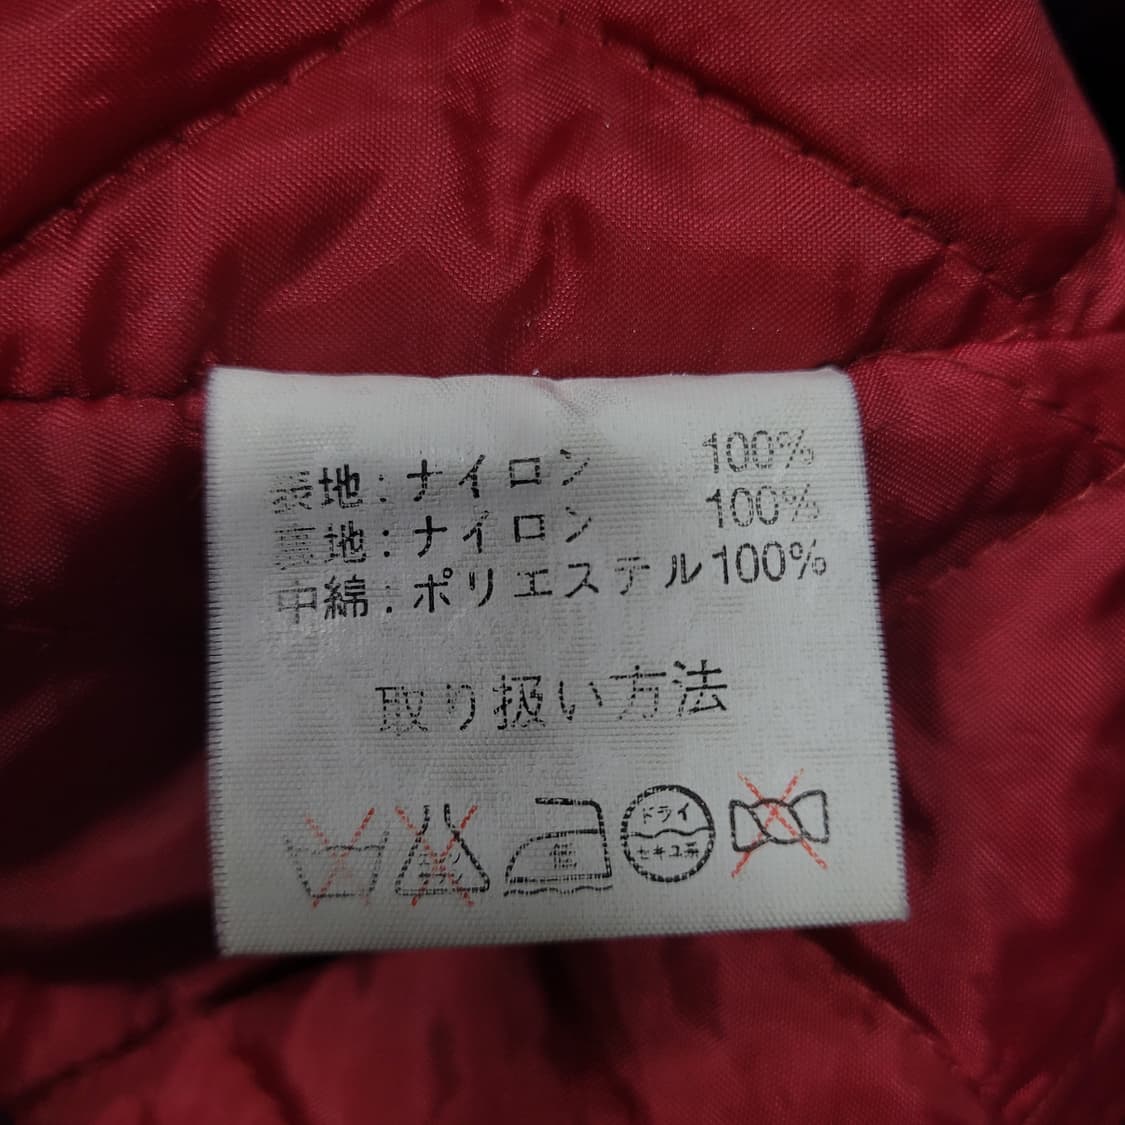 表地：ナイロン 100%
裏地：ナイロン 100%
中綿：ポリエステル100%
取り扱い方法
ドライ
セキユ系